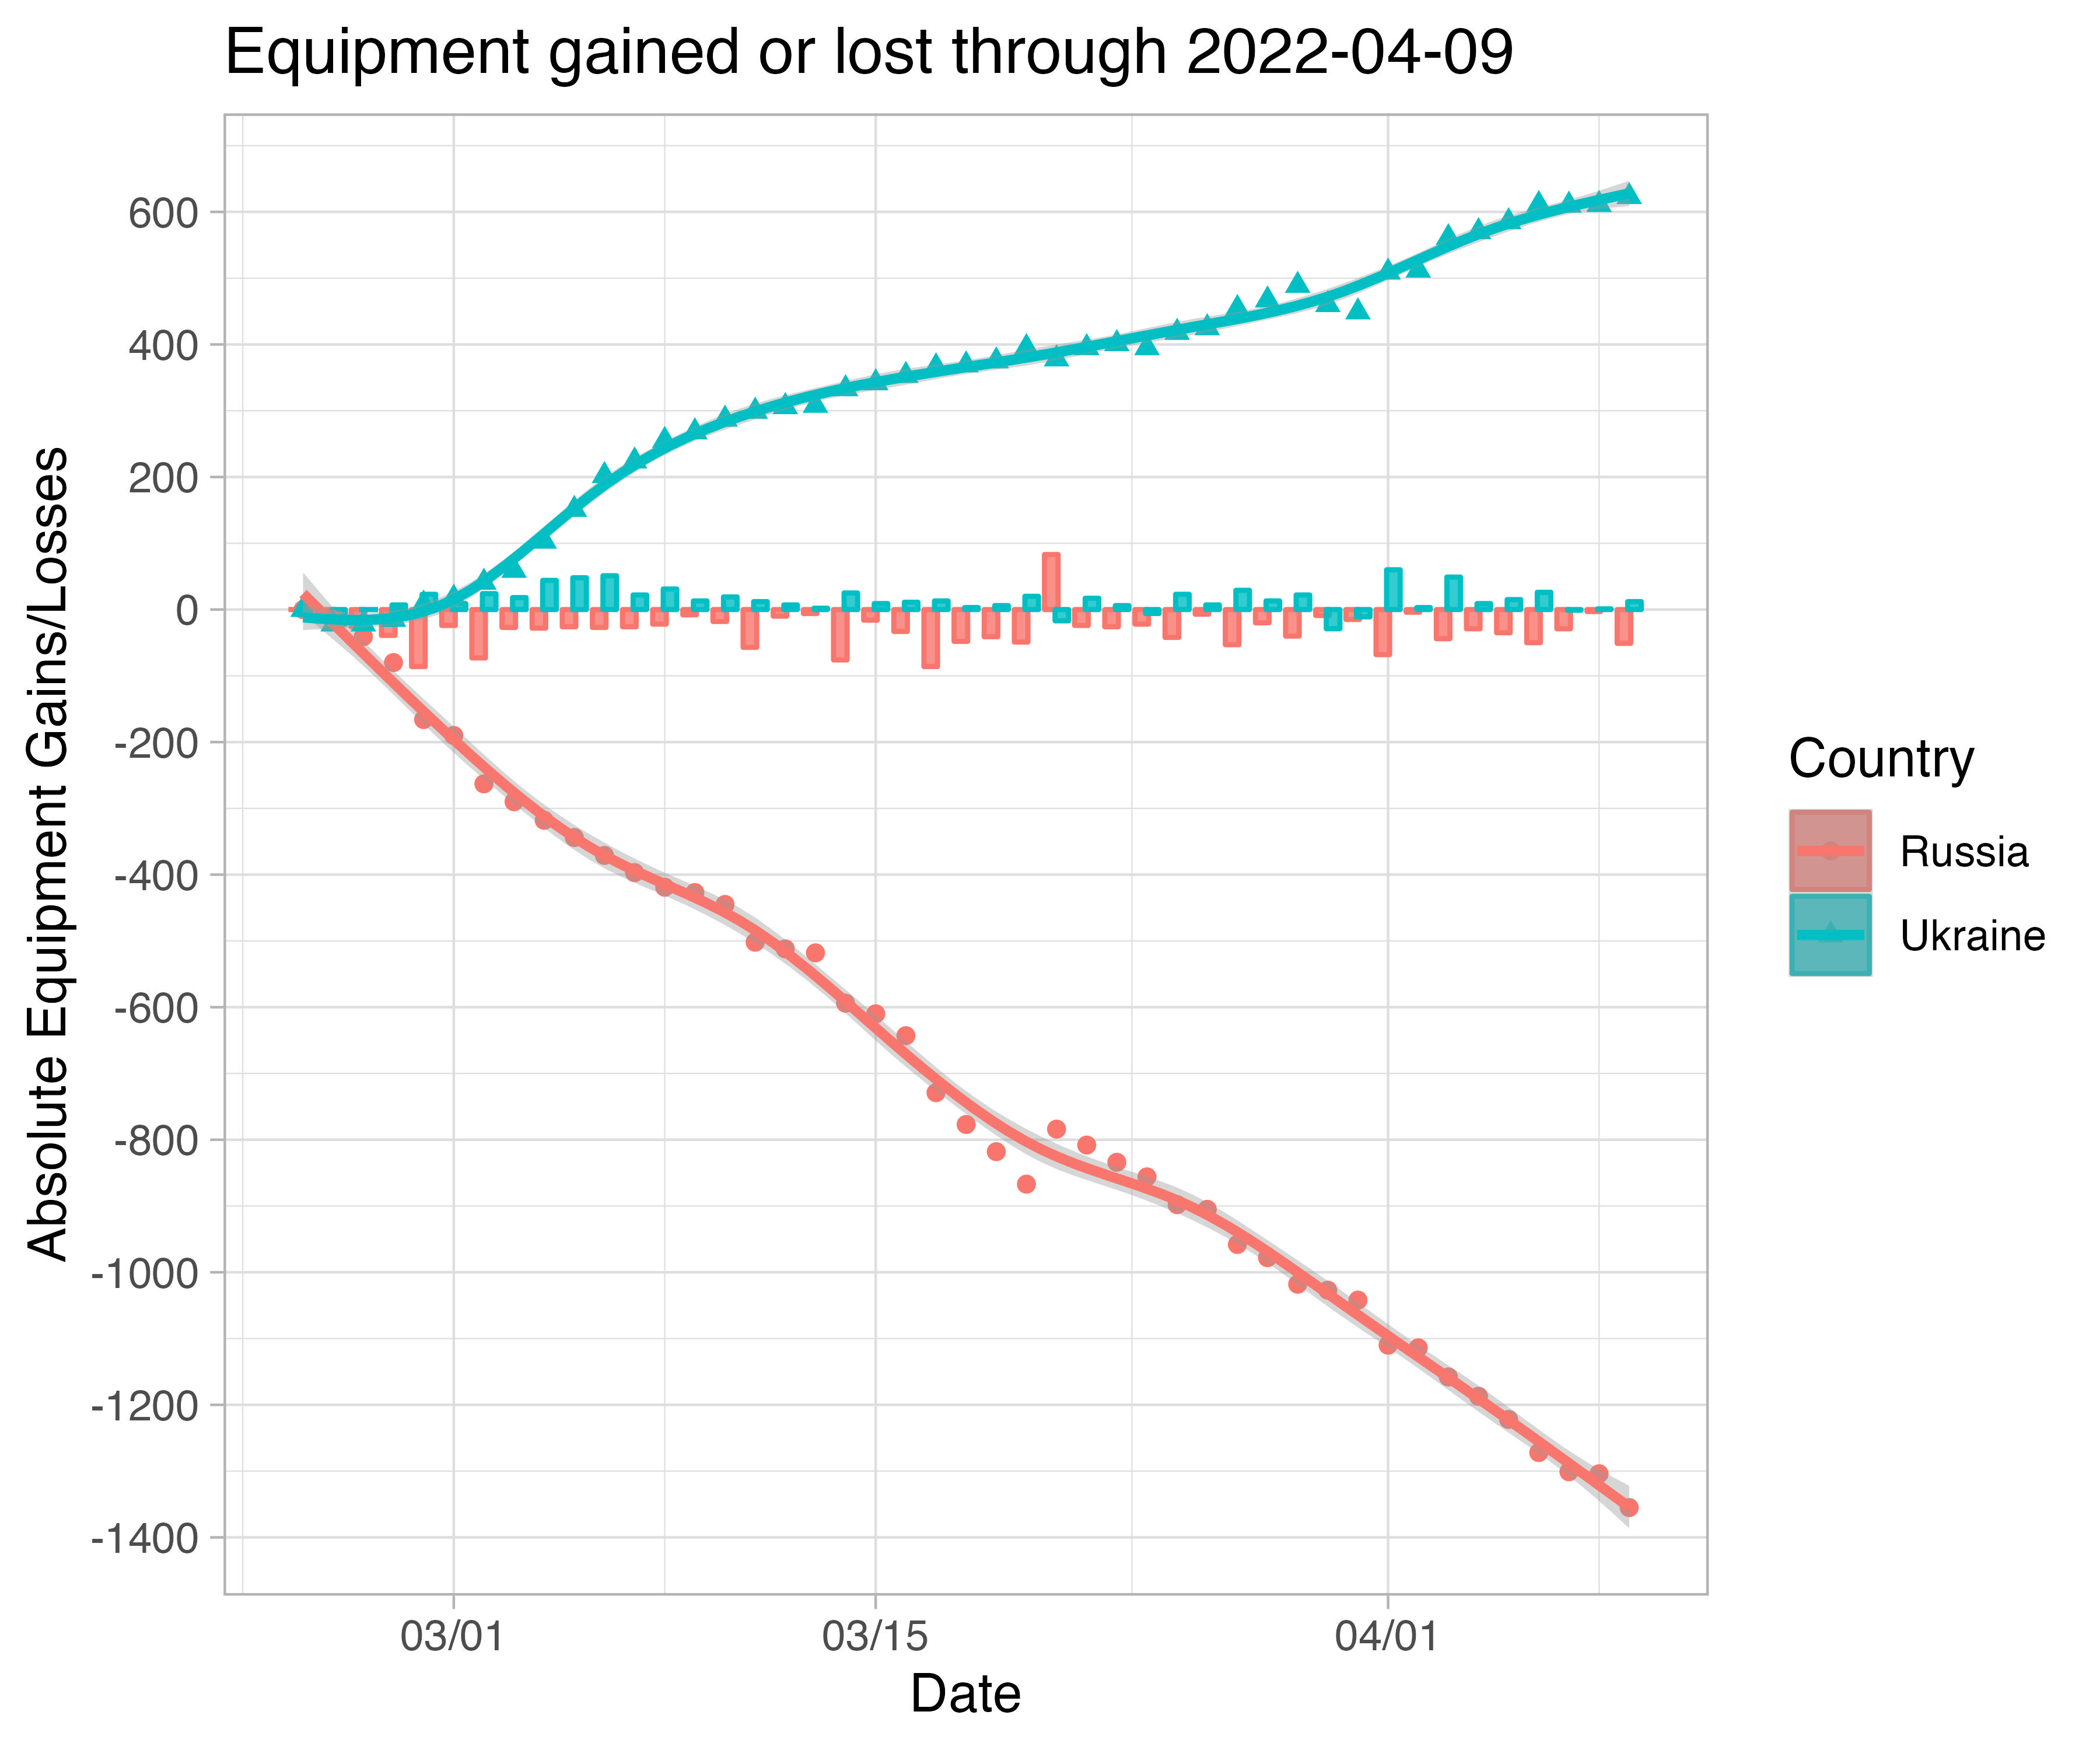 Equipment gained or lost through 2022-04-09
Absolute Equipment Gains/Losses
600
400
200
0
-200
-400
-600
-800
-1000
-1200
-1400
03/01
03/15
04/01
Date
Country
Russia
Ukraine